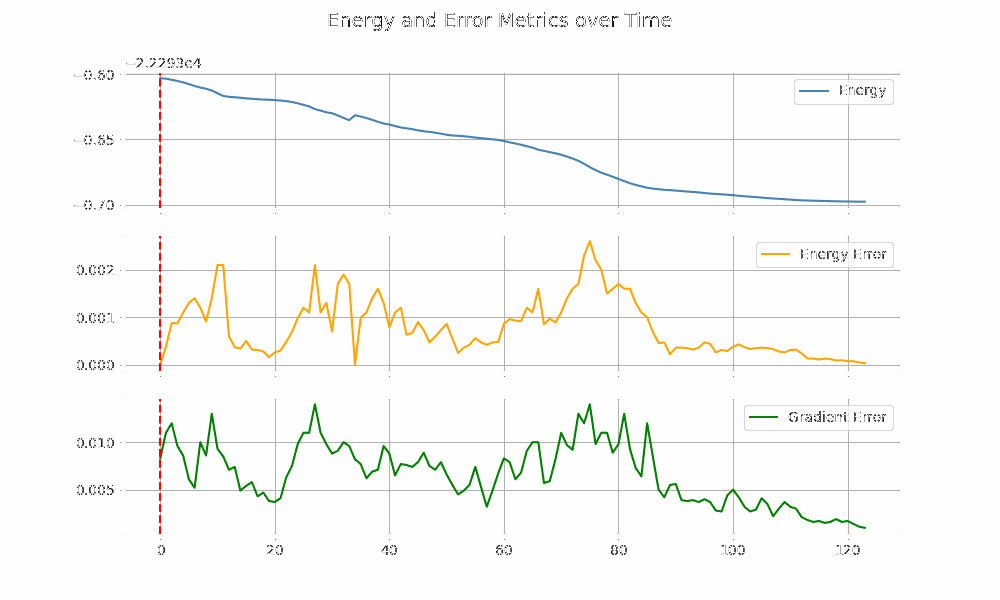 Energy and Error Metrics over Time
−2.2293e4
−0.60
Energy
−0.65
−0.70
Energy Error
0.002
0.001
0.000
Gradient Error
0.010
0.005
0 20 40 60 80 100 120